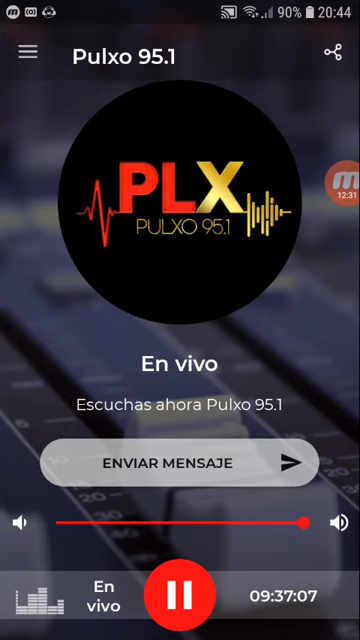 90% 20:44
Pulxo 95.1
12:31
PLX
PULXO 95.1
En vivo
Escuchas ahora Pulxo 95.1
ENVIAR MENSAJE
En
vivo
09:37:07